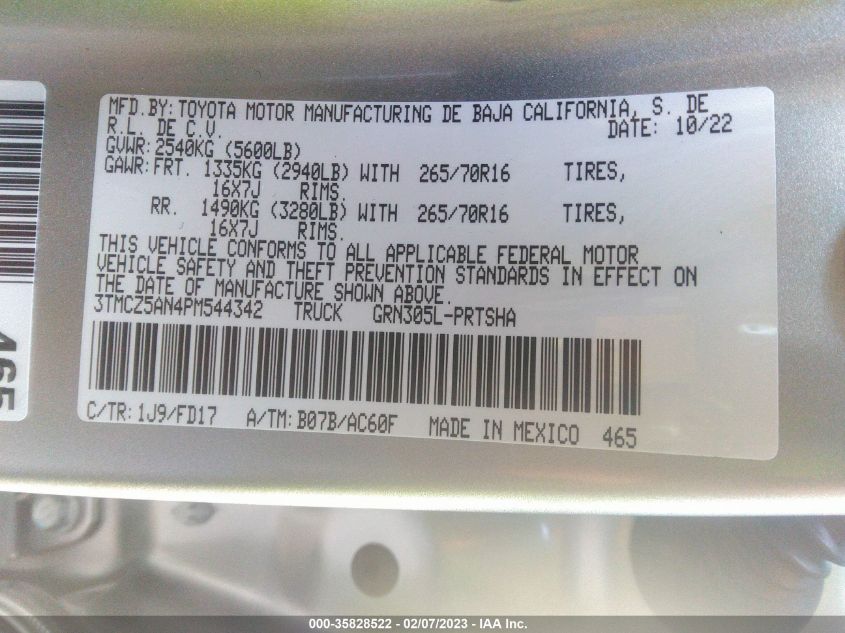 MFD.BY:TOYOTA MOTOR MANUFACTURING DE BAJA CALIFORNIA, S. DE
R.L. DE C.V. DATE: 10/22
GVWR:2540KG (5600LB)
GAWR:FRT. 1335KG (2940LB) WITH 265/70R16 TIRES,
16X7J RIMS.
RR. 1490KG (3280LB) WITH 265/70R16 TIRES,
16X7J RIMS.
THIS VEHICLE CONFORMS TO ALL APPLICABLE FEDERAL MOTOR
VEHICLE SAFETY AND THEFT PREVENTION STANDARDS IN EFFECT ON
THE DATE OF MANUFACTURE SHOWN ABOVE.
3TMCZ5AN4PM544342 TRUCK GRN305L-PRTSHA
C/TR:1J9/FD17 A/TM:B07B/AC60F MADE IN MEXICO 465
465
000-35828522 - 02/07/2023 - IAA Inc.